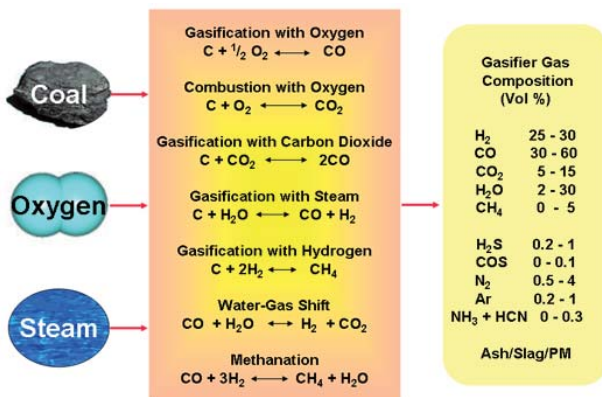 Coal
Oxygen
Steam
Gasification with Oxygen
C + 1/2 O₂ ⟷ CO
Combustion with Oxygen
C + O₂ ⟷ CO₂
Gasification with Carbon Dioxide
C + CO₂ ⟷ 2CO
Gasification with Steam
C + H₂O ⟷ CO + H₂
Gasification with Hydrogen
C + 2H₂ ⟷ CH₄
Water-Gas Shift
CO + H₂O ⟷ H₂ + CO₂
Methanation
CO + 3H₂ ⟷ CH₄ + H₂O
Gasifier Gas
Composition
(Vol %)
H₂ 25 - 30
CO 30 - 60
CO₂ 5 - 15
H₂O 2 - 30
CH₄ 0 - 5
H₂S 0.2 - 1
COS 0 - 0.1
N₂ 0.5 - 4
Ar 0.2 - 1
NH₃ + HCN 0 - 0.3
Ash/Slag/PM